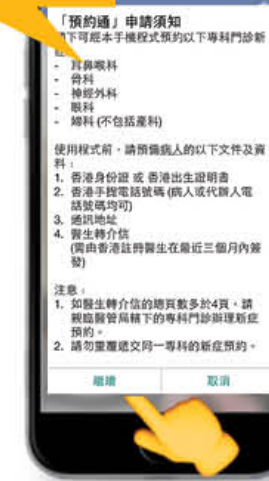 「預約通」申請須知
下可經本手機程式預約以下專科門診新
- 耳鼻喉科
- 骨科
- 神經外科
- 眼科
- 婦科 (不包括產科)
使用程式前，請預備病人的以下文件及資
料：
1. 香港身份證 或 香港出生證明書
2. 香港手提電話號碼 (病人或代辦人電
話號碼均可)
3. 通訊地址
4. 醫生轉介信
(需由香港註冊醫生在最近三個月內簽
發)
注意：
1. 如醫生轉介信的總頁數多於4頁，請
親臨醫管局轄下的專科門診辦理新症
預約。
2. 請勿重覆遞交同一專科的新症預約。
繼續 取消